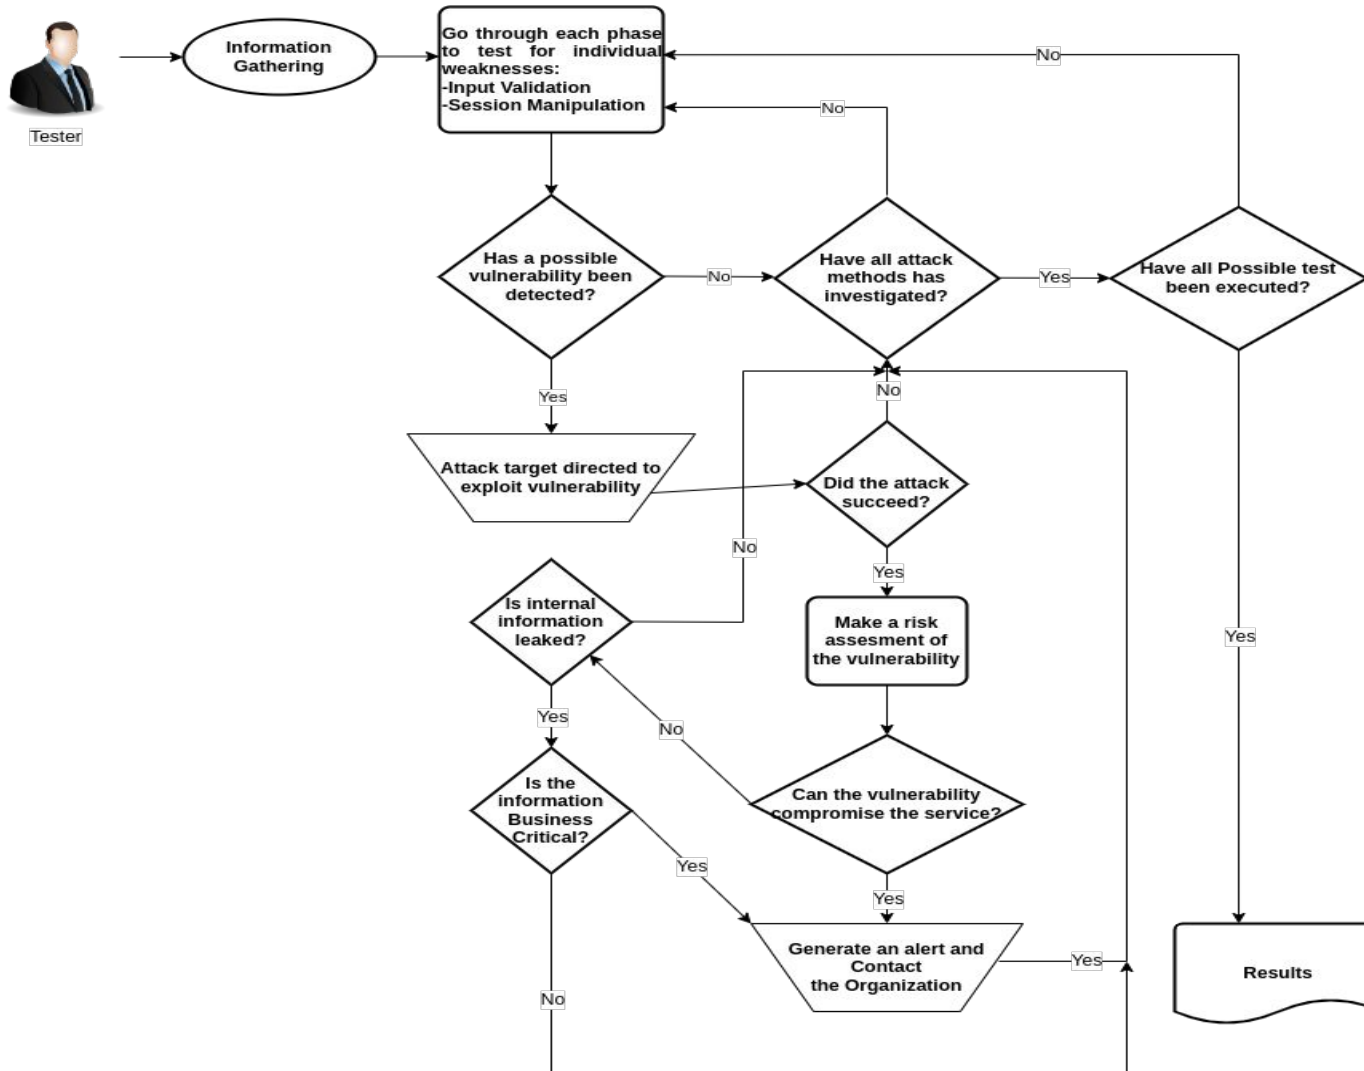 Tester
Information
Gathering
Go through each phase
to test for individual
weaknesses:
-Input Validation
-Session Manipulation
No
No
Has a possible
vulnerability been
detected?
No
Have all attack
methods has
investigated?
Yes
Have all Possible test
been executed?
Yes
No
Attack target directed to
exploit vulnerability
Did the attack
succeed?
No
Yes
Is internal
information
leaked?
Make a risk
assesment of
the vulnerability
Yes
Yes
No
Is the
information
Business
Critical?
Can the vulnerability
compromise the service?
Yes
Yes
Generate an alert and
Contact
the Organization
Yes
Results
No